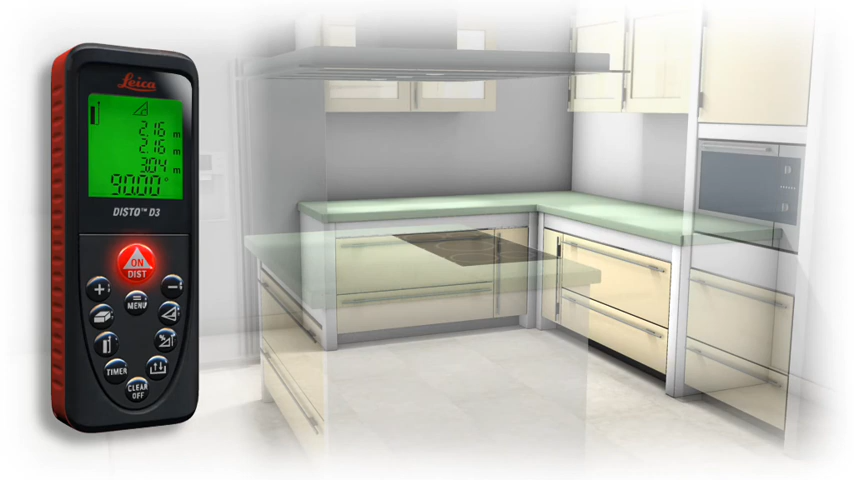 Leica
2.16 m
2.16 m
3.04 m
90.00°
DISTO™ D3
ON
DIST
+
−
=
MENU
TIMER
CLEAR
OFF